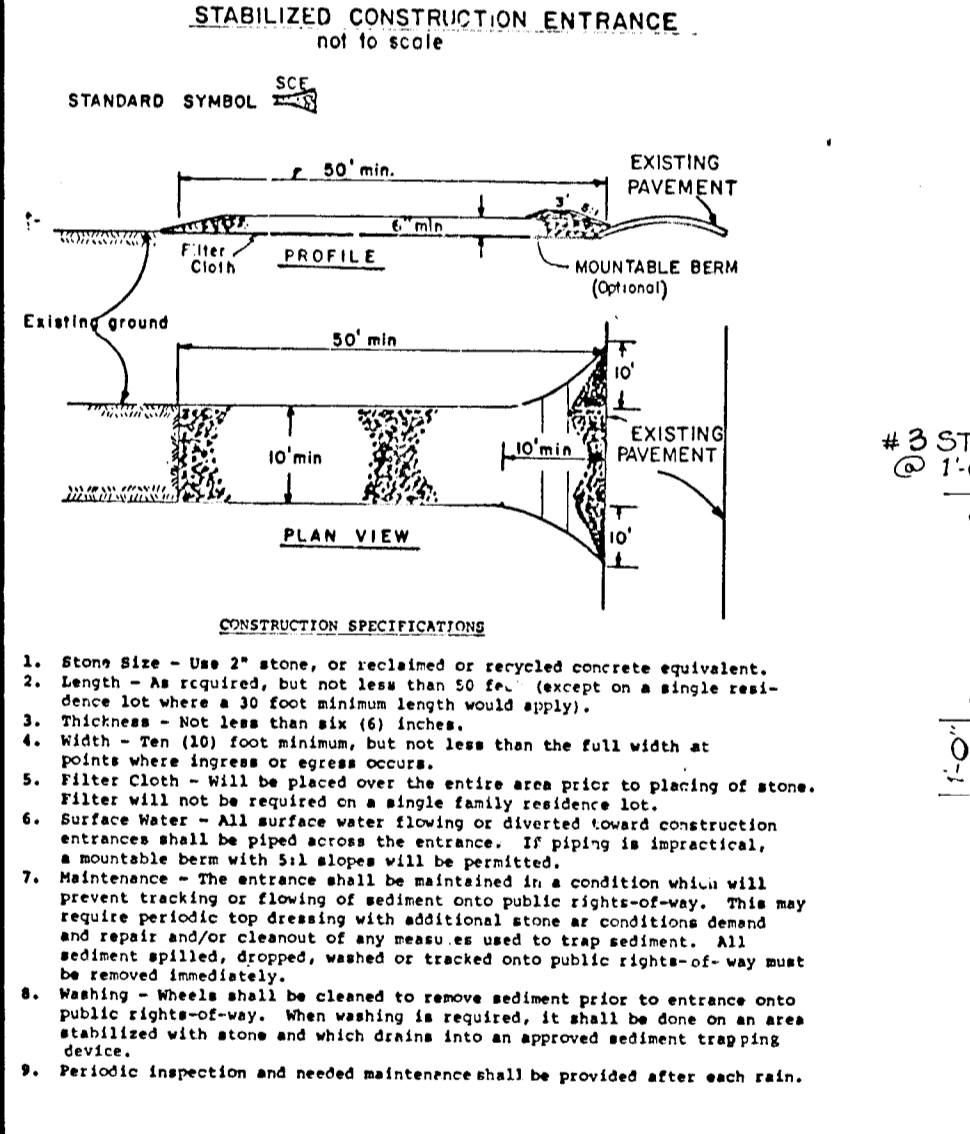 STABILIZED CONSTRUCTION ENTRANCE
not to scale
STANDARD SYMBOL SCE
50' min.
EXISTING
PAVEMENT
3'
6" min
Filter
Cloth
PROFILE
MOUNTABLE BERM
(Optional)
Existing ground
50' min
10'
10' min
10' min
EXISTING
PAVEMENT
10'
PLAN VIEW
# 3 ST
@ 1'-
1'-0"
CONSTRUCTION SPECIFICATIONS
1. Stone Size - Use 2" stone, or reclaimed or recycled concrete equivalent.
2. Length - As required, but not less than 50 (except on a single resi-
dence lot where a 30 foot minimum length would apply).
3. Thickness - Not less than six (6) inches.
4. Width - Ten (10) foot minimum, but not less than the full width at
points where ingress or egress occurs.
5. Filter Cloth - Will be placed over the entire area prior to placing of stone.
Filter will not be required on a single family residence lot.
6. Surface Water - All surface water flowing or diverted toward construction
entrances shall be piped across the entrance. If piping is impractical,
a mountable berm with 5:1 slopes will be permitted.
7. Maintenance - The entrance shall be maintained in a condition which will
prevent tracking or flowing of sediment onto public rights-of-way. This may
require periodic top dressing with additional stone ar conditions demand
and repair and/or cleanout of any measures used to trap sediment. All
sediment spilled, dropped, washed or tracked onto public rights-of-way must
be removed immediately.
8. Washing - Wheels shall be cleaned to remove sediment prior to entrance onto
public rights-of-way. When washing is required, it shall be done on an area
stabilized with stone and which drains into an approved sediment trapping
device.
9. Periodic inspection and needed maintenence shall be provided after each rain.